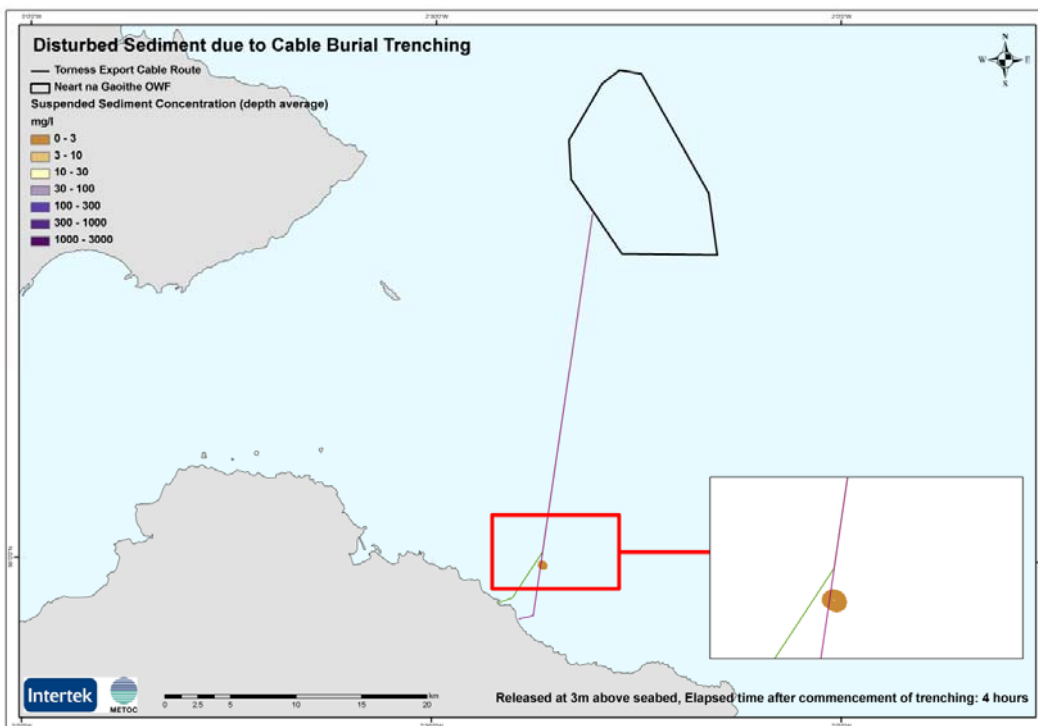 Disturbed Sediment due to Cable Burial Trenching
Torness Export Cable Route
Neart na Gaoithe OWF
Suspended Sediment Concentration (depth average)
mg/l
0 - 3
3 - 10
10 - 30
30 - 100
100 - 300
300 - 1000
1000 - 3000
N
W
E
S
Intertek
METOC
km
0 2.5 5 10 15 20
Released at 3m above seabed, Elapsed time after commencement of trenching: 4 hours